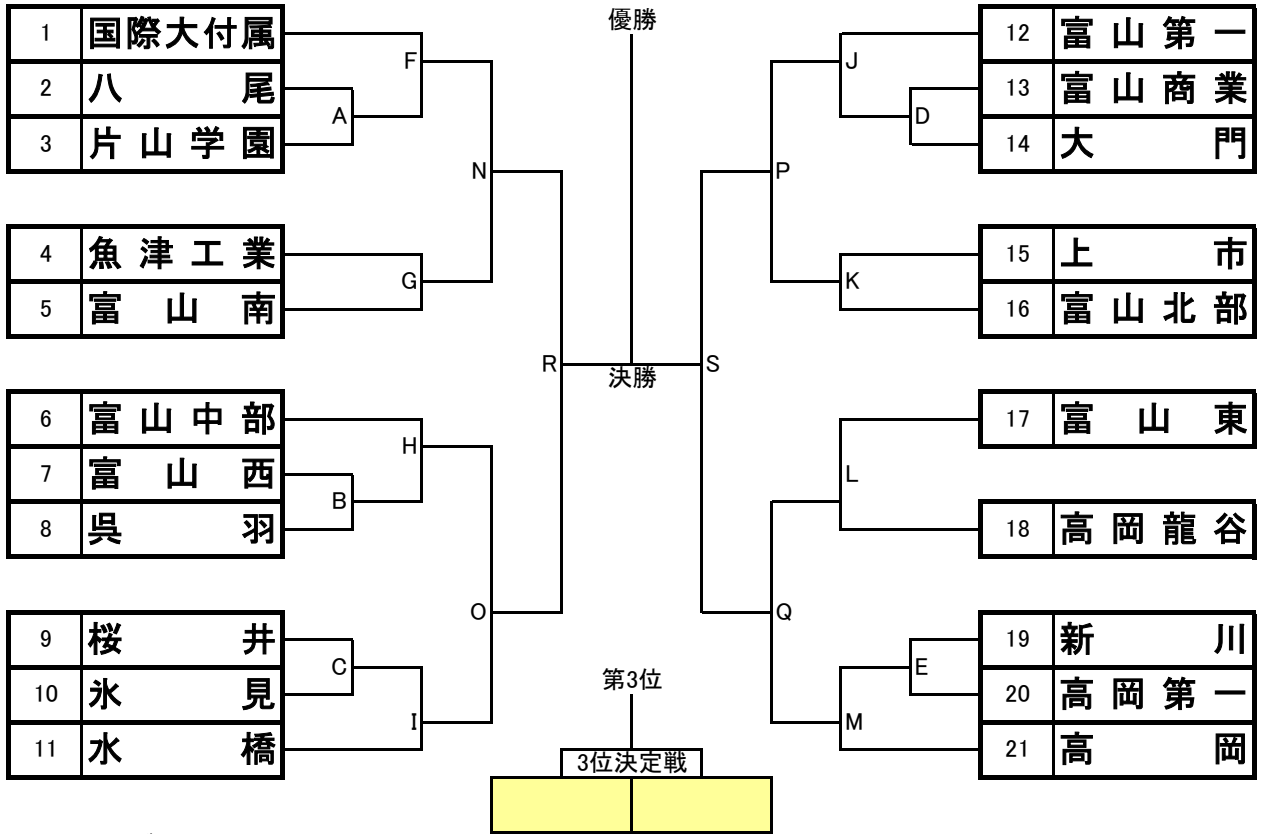 優勝
1 国際大付属
2 八尾
3 片山学園
F
A
N
4 魚津工業
5 富山南
G
R
6 富山中部
7 富山西
8 呉羽
H
B
O
9 桜井
10 氷見
11 水橋
C
I
決勝
12 富山第一
13 富山商業
14 大門
J
D
P
15 上市
16 富山北部
K
S
17 富山東
18 高岡龍谷
L
Q
19 新川
20 高岡第一
21 高岡
E
M
第3位
3位決定戦